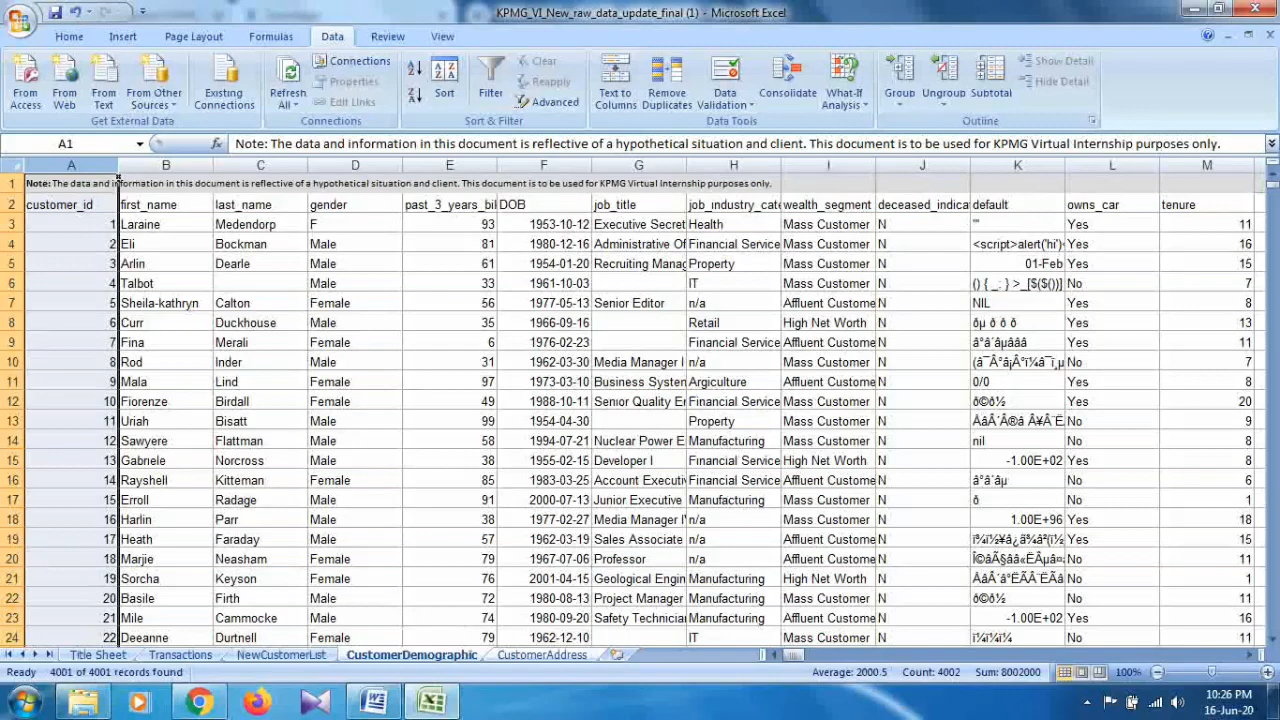 KPMG_VI_New_raw_data_update_final (1) - Microsoft Excel
Home Insert Page Layout Formulas Data Review View
From Access
From Web
From Text
From Other Sources
Existing Connections
Get External Data
Refresh All
Connections
Properties
Edit Links
Connections
Sort
Filter
Clear
Reapply
Advanced
Sort & Filter
Text to Columns
Remove Duplicates
Data Validation
Consolidate
What-If Analysis
Data Tools
Group
Ungroup
Subtotal
Show Detail
Hide Detail
Outline
A1 fx Note: The data and information in this document is reflective of a hypothetical situation and client. This document is to be used for KPMG Virtual Internship purposes only.
A B C D E F G H I J K L M
1 Note: The data and information in this document is reflective of a hypothetical situation and client. This document is to be used for KPMG Virtual Internship purposes only.
2 customer_id first_name last_name gender past_3_years_bi DOB job_title job_industry_cate wealth_segment deceased_indica default owns_car tenure
3 1 Laraine Medendorp F 93 1953-10-12 Executive Secret Health Mass Customer N "' Yes 11
4 2 Eli Bockman Male 81 1980-12-16 Administrative Of Financial Service Mass Customer N <script>alert('hi')< Yes 16
5 3 Arlin Dearle Male 61 1954-01-20 Recruiting Mana Property Mass Customer N 01-Feb Yes 15
6 4 Talbot Male 33 1961-10-03 IT Mass Customer N () { _; } >_[$($())] No 7
7 5 Sheila-kathryn Calton Female 56 1977-05-13 Senior Editor n/a Affluent Custome N NIL Yes 8
8 6 Curr Duckhouse Male 35 1966-09-16 Retail High Net Worth N ðµ ð ð ð Yes 13
9 7 Fina Merali Female 6 1976-02-23 Financial Service Affluent Custome N Yes 11
10 8 Rod Inder Male 31 1962-03-30 Media Manager I n/a Mass Customer N No 7
11 9 Mala Lind Female 97 1973-03-10 Business System Argiculture Affluent Custome N 0/0 Yes 8
12 10 Fiorenze Birdall Female 49 1988-10-11 Senior Quality E Financial Service Mass Customer N ð©ð½ Yes 20
13 11 Uriah Bisatt Male 99 1954-04-30 Property Mass Customer N No 9
14 12 Sawyere Flattman Male 58 1994-07-21 Nuclear Power E Manufacturing Mass Customer N nil No 8
15 13 Gabriele Norcross Male 38 1955-02-15 Developer I Financial Service High Net Worth N -1.00E+02 Yes 8
16 14 Rayshell Kitteman Female 85 1983-03-25 Account Executiv Financial Service Affluent Custome N No 6
17 15 Erroll Radage Male 91 2000-07-13 Junior Executive Manufacturing Mass Customer N ð No 1
18 16 Harlin Parr Male 38 1977-02-27 Media Manager I n/a Mass Customer N 1.00E+96 Yes 18
19 17 Heath Faraday Male 57 1962-03-19 Sales Associate n/a Affluent Custome N Yes 15
20 18 Marjie Neasham Female 79 1967-07-06 Professor n/a Affluent Custome N No 11
21 19 Sorcha Keyson Female 76 2001-04-15 Geological Engin Manufacturing High Net Worth N No 1
22 20 Basile Firth Male 72 1980-08-13 Project Manager Manufacturing Mass Customer N ð©ð½ No 11
23 21 Mile Cammocke Male 74 1980-09-20 Safety Technicia Manufacturing Affluent Custome N -1.00E+02 Yes 16
24 22 Deeanne Durtnell Female 79 1962-12-10 IT Mass Customer N No 11
Title Sheet Transactions NewCustomerList CustomerDemographic CustomerAddress
Ready 4001 of 4001 records found Average: 2000.5 Count: 4002 Sum: 8002000 100%
10:26 PM
16-Jun-20